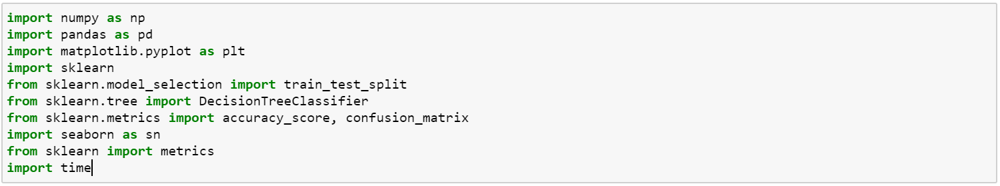 import numpy as np
import pandas as pd
import matplotlib.pyplot as plt
import sklearn
from sklearn.model_selection import train_test_split
from sklearn.tree import DecisionTreeClassifier
from sklearn.metrics import accuracy_score, confusion_matrix
import seaborn as sn
from sklearn import metrics
import time